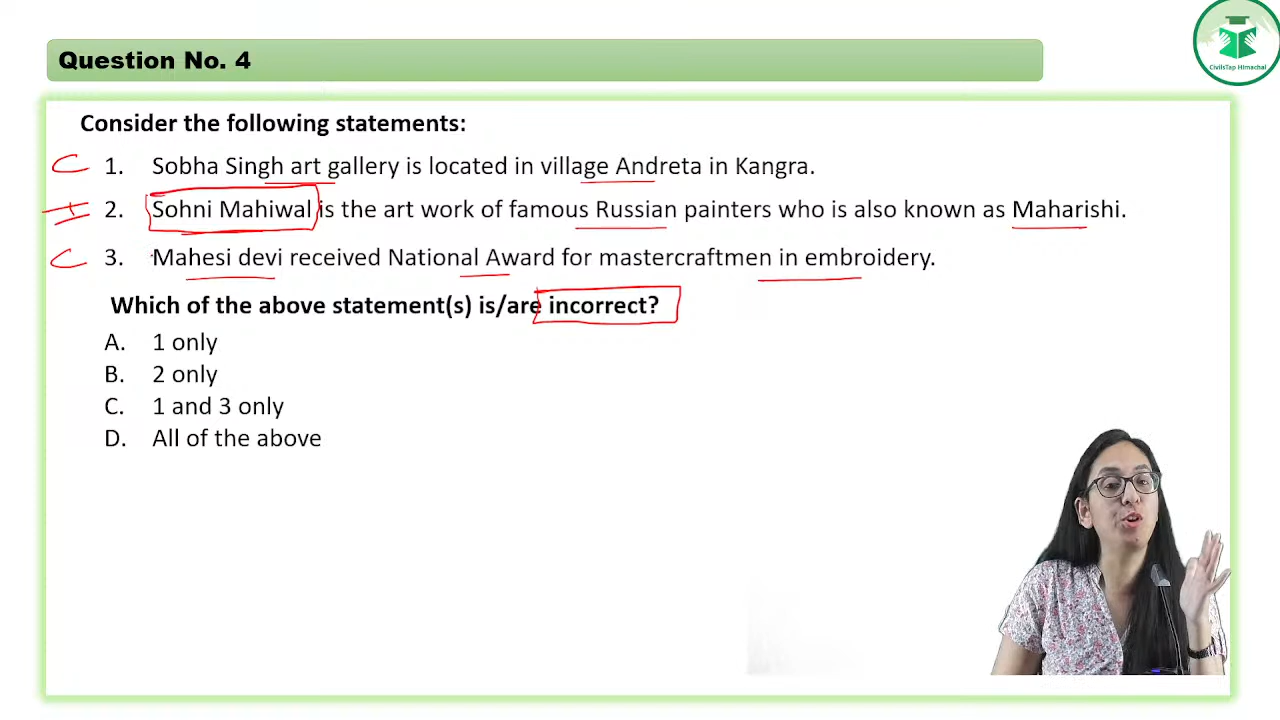 Question No. 4
CivilsTap Himachal
Consider the following statements:
C 1. Sobha Singh art gallery is located in village Andreta in Kangra.
I 2. Sohni Mahiwal is the art work of famous Russian painters who is also known as Maharishi.
C 3. Mahesi devi received National Award for mastercraftmen in embroidery.
Which of the above statement(s) is/are incorrect?
A. 1 only
B. 2 only
C. 1 and 3 only
D. All of the above